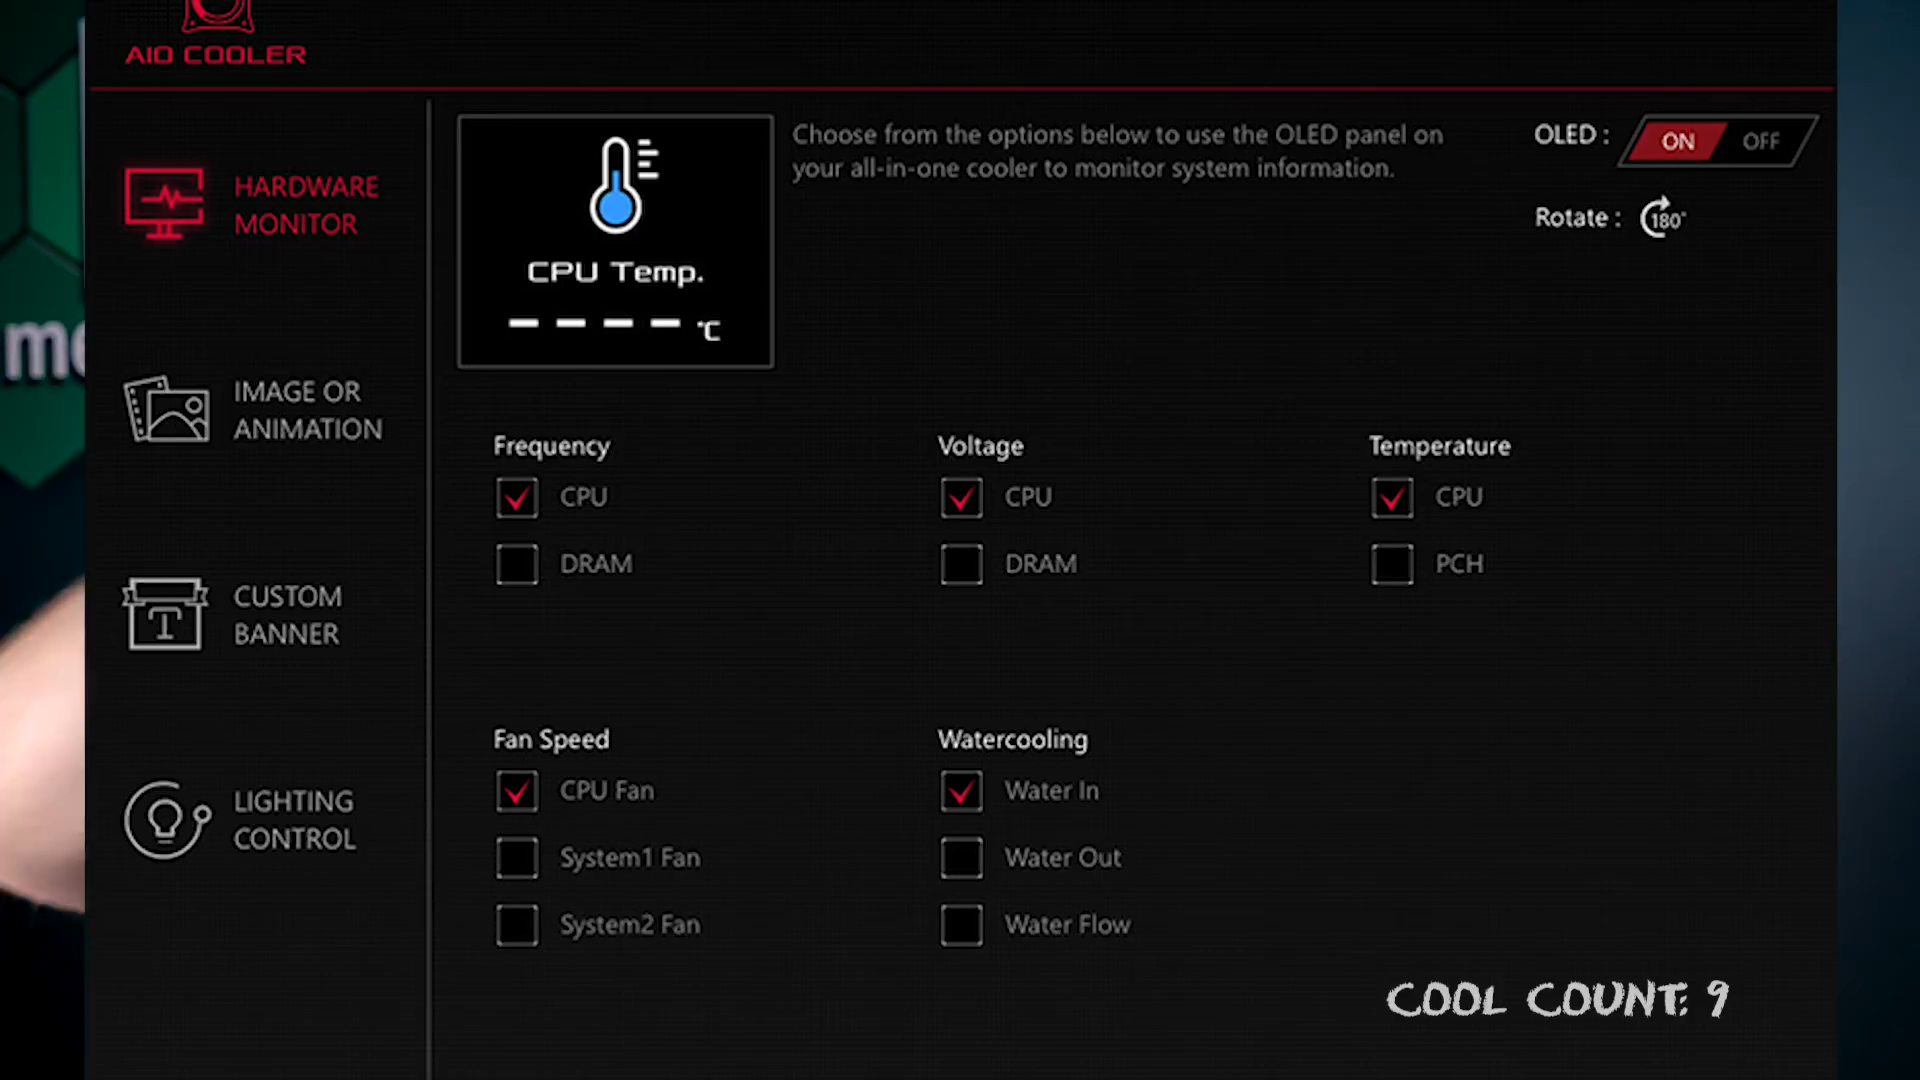 AIO COOLER
HARDWARE
MONITOR
IMAGE OR
ANIMATION
CUSTOM
BANNER
LIGHTING
CONTROL
CPU Temp.
---- °C
Choose from the options below to use the OLED panel on
your all-in-one cooler to monitor system information.
OLED : ON OFF
Rotate : 180°
Frequency
CPU
DRAM
Voltage
CPU
DRAM
Temperature
CPU
PCH
Fan Speed
CPU Fan
System1 Fan
System2 Fan
Watercooling
Water In
Water Out
Water Flow
COOL COUNT: 9